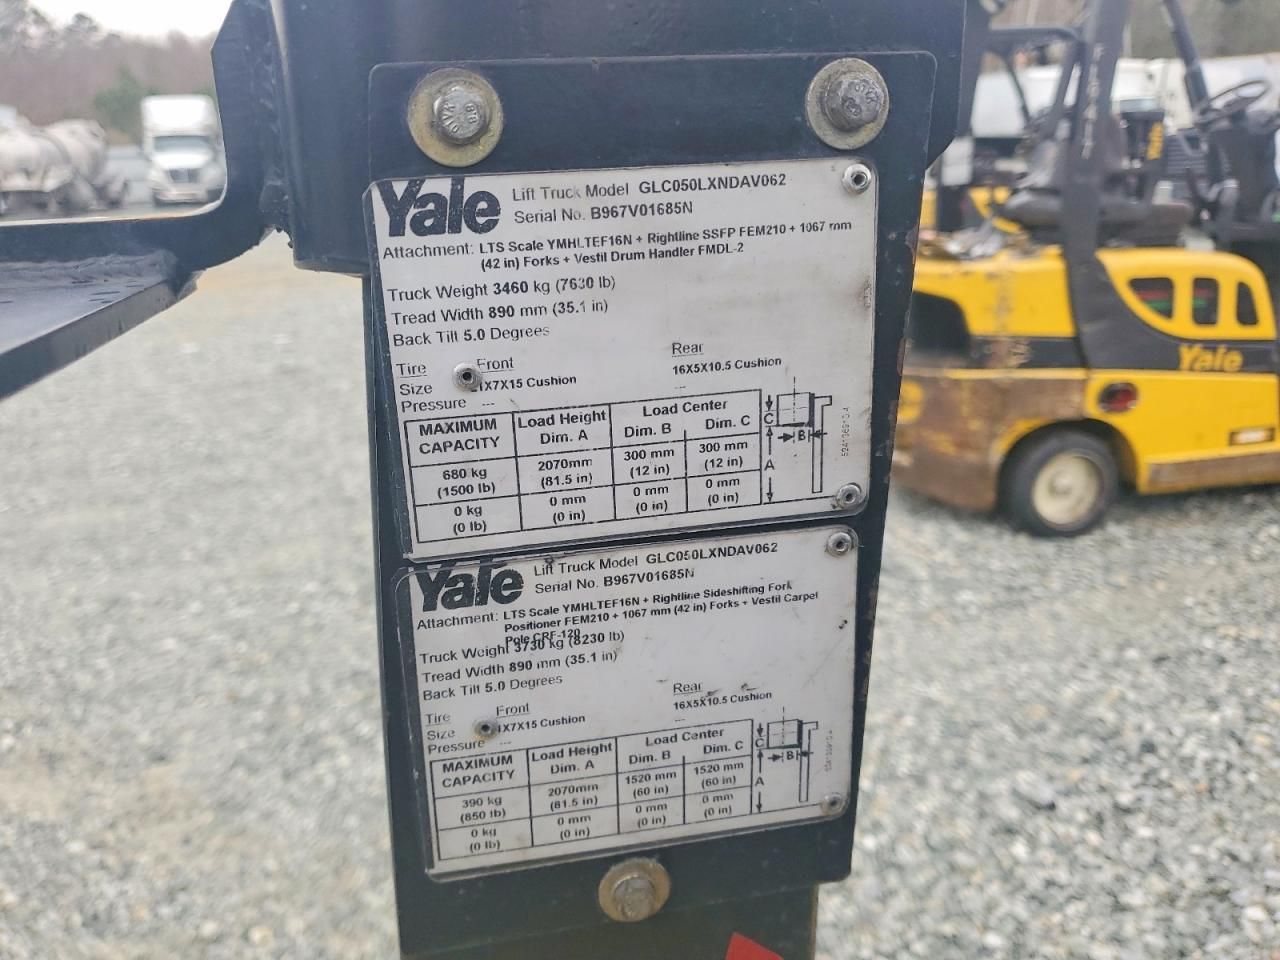 Yale Lift Truck Model GLC050LXNDAV062
Serial No. B967V01685N
Attachment: LTS Scale YMHLTEF16N + Rightline SSFP FEM210 + 1067 mm
(42 in) Forks + Vestil Drum Handler FMDL-2
Truck Weight 3460 kg (7630 lb)
Tread Width 890 mm (35.1 in)
Back Tilt 5.0 Degrees
Tire Front Rear
Size 1X7X15 Cushion 16X5X10.5 Cushion
Pressure --- ---
MAXIMUM CAPACITY Load Height Dim. A Load Center Dim. B Dim. C
680 kg (1500 lb) 2070mm (81.5 in) 300 mm (12 in) 300 mm (12 in)
0 kg (0 lb) 0 mm (0 in) 0 mm (0 in) 0 mm (0 in)
C
B
A
Yale Lift Truck Model GLC050LXNDAV062
Serial No. B967V01685N
Attachment: LTS Scale YMHLTEF16N + Rightline Sideshifting Fork
Positioner FEM210 + 1067 mm (42 in) Forks + Vestil Carpet
Pole CRF-120
Truck Weight 3730 kg (8230 lb)
Tread Width 890 mm (35.1 in)
Back Tilt 5.0 Degrees
Tire Front Rear
Size 1X7X15 Cushion 16X5X10.5 Cushion
Pressure --- ---
MAXIMUM CAPACITY Load Height Dim. A Load Center Dim. B Dim. C
390 kg (850 lb) 2070mm (81.5 in) 1520 mm (60 in) 1520 mm (60 in)
0 kg (0 lb) 0 mm (0 in) 0 mm (0 in) 0 mm (0 in)
C
B
A
Yale